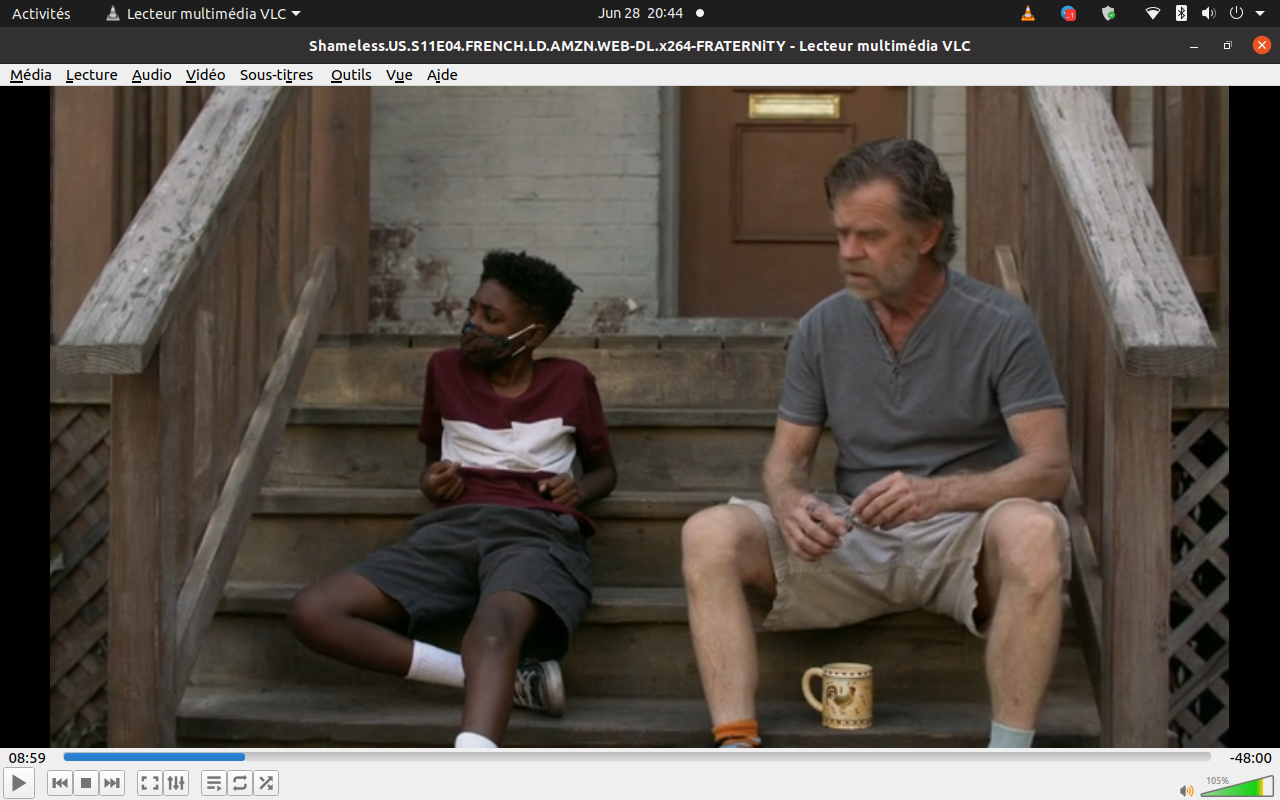 Activités
Lecteur multimédia VLC
Jun 28 20:44
Shameless.US.S11E04.FRENCH.LD.AMZN.WEB-DL.x264-FRATERNiTY - Lecteur multimédia VLC
Média Lecture Audio Vidéo Sous-titres Outils Vue Aide
08:59
-48:00
105%